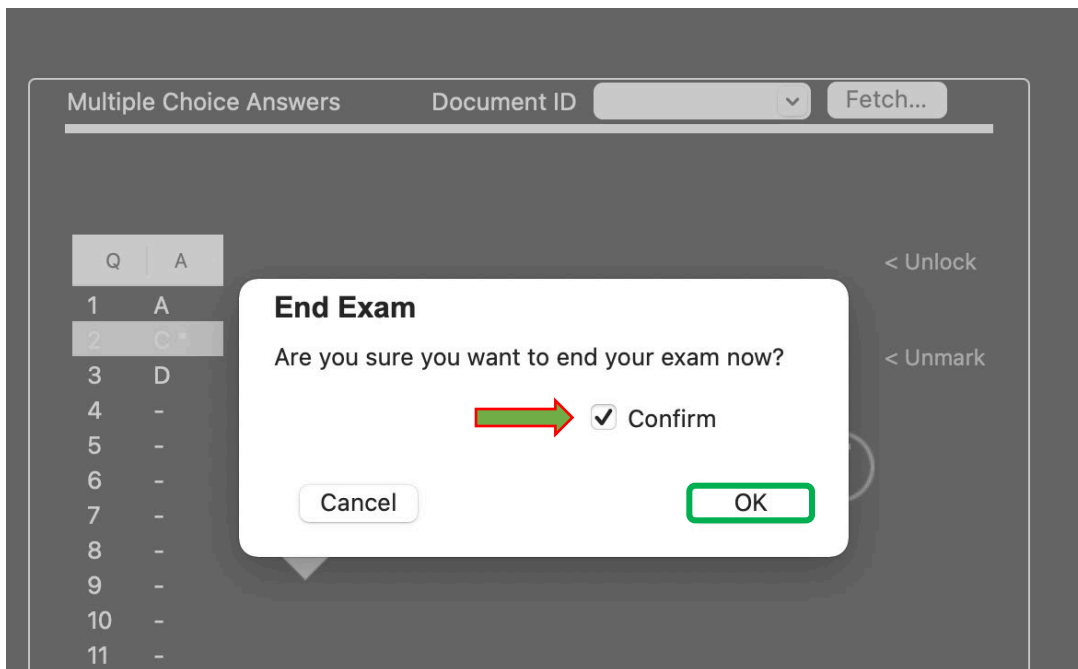 Multiple Choice Answers Document ID Fetch...
Q A
< Unlock
1 A
2 C *
3 D
< Unmark
4 -
5 -
6 -
7 -
8 -
9 -
10 -
11 -
End Exam
Are you sure you want to end your exam now?
Confirm
Cancel OK